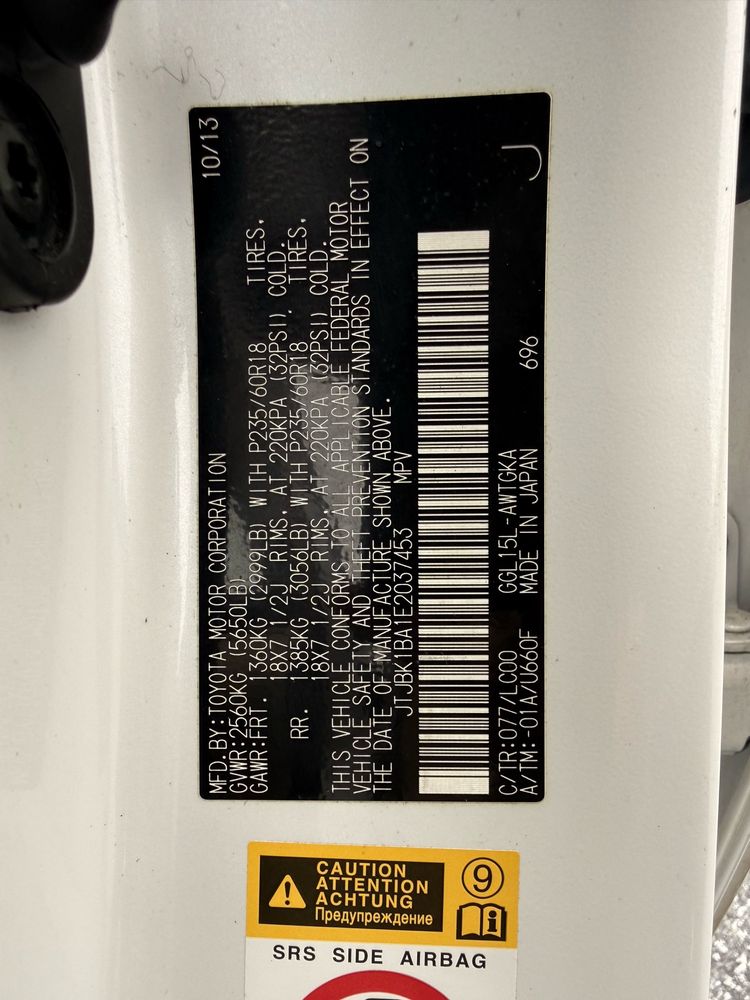 10/13
MFD. BY:TOYOTA MOTOR CORPORATION
GVWR:2560KG (5650LB)
GAWR:FRT. 1360KG (2999LB) WITH P235/60R18 TIRES,
18X7 1/2J RIMS, AT 220KPA (32PSI), COLD.
RR. 1385KG (3056LB) WITH P235/60R18 TIRES,
18X7 1/2J RIMS, AT 220KPA (32PSI) COLD.
THIS VEHICLE CONFORMS TO ALL APPLICABLE FEDERAL MOTOR
VEHICLE SAFETY AND THEFT PREVENTION STANDARDS IN EFFECT ON
THE DATE OF MANUFACTURE SHOWN ABOVE.
JTJBK1BA1E2037453 MPV
C/TR:077/LC00 GGL15L-AWTGKA
A/TM:-01A/U660F MADE IN JAPAN 696 J
CAUTION
ATTENTION
ACHTUNG
Предупреждение
9
i
SRS SIDE AIRBAG